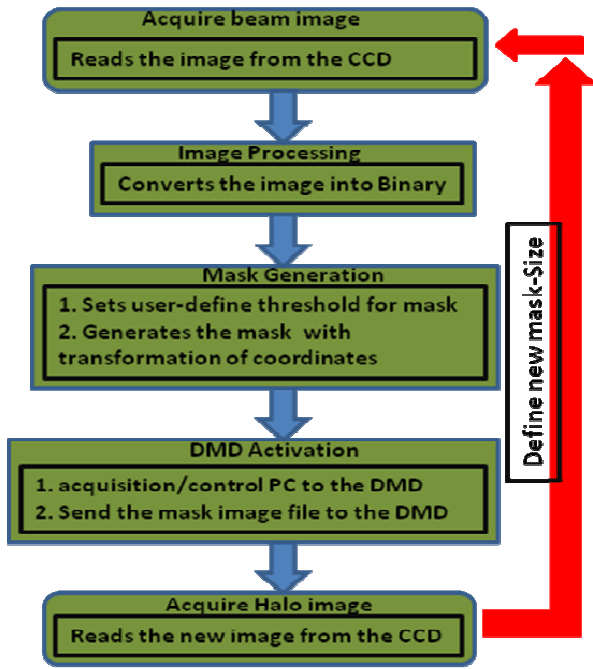 Acquire beam image
Reads the image from the CCD
Image Processing
Converts the image into Binary
Mask Generation
1. Sets user-define threshold for mask
2. Generates the mask with
transformation of coordinates
DMD Activation
1. acquisition/control PC to the DMD
2. Send the mask image file to the DMD
Acquire Halo image
Reads the new image from the CCD
Define new mask-Size